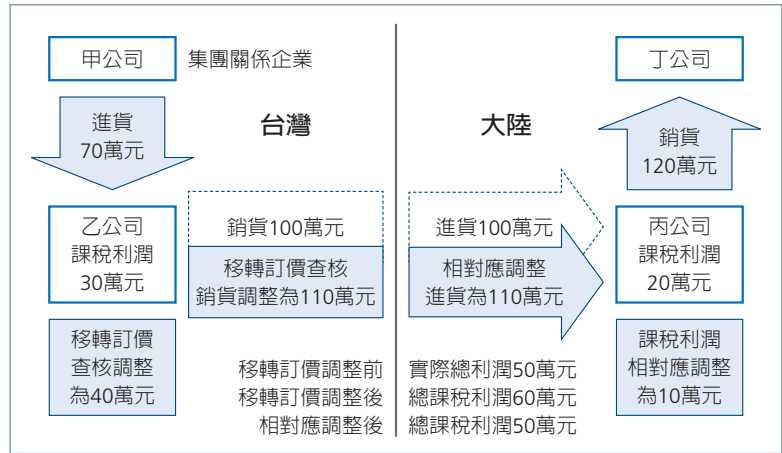 甲公司
集團關係企業
丁公司
進貨
70萬元
台灣
大陸
銷貨
120萬元
乙公司
課稅利潤
30萬元
銷貨100萬元
進貨100萬元
丙公司
課稅利潤
20萬元
移轉訂價查核
銷貨調整為110萬元
相對應調整
進貨為110萬元
移轉訂價
查核調整
為40萬元
課稅利潤
相對應調整
為10萬元
移轉訂價調整前 實際總利潤50萬元
移轉訂價調整後 總課稅利潤60萬元
相對應調整後 總課稅利潤50萬元